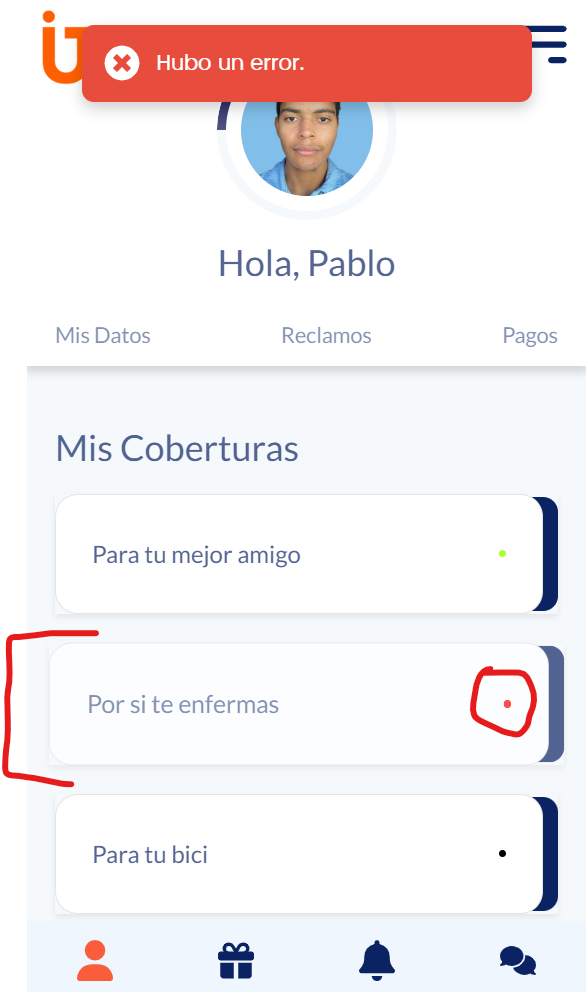 Hubo un error.
Hola, Pablo
Mis Datos
Reclamos
Pagos
Mis Coberturas
Para tu mejor amigo
Por si te enfermas
Para tu bici